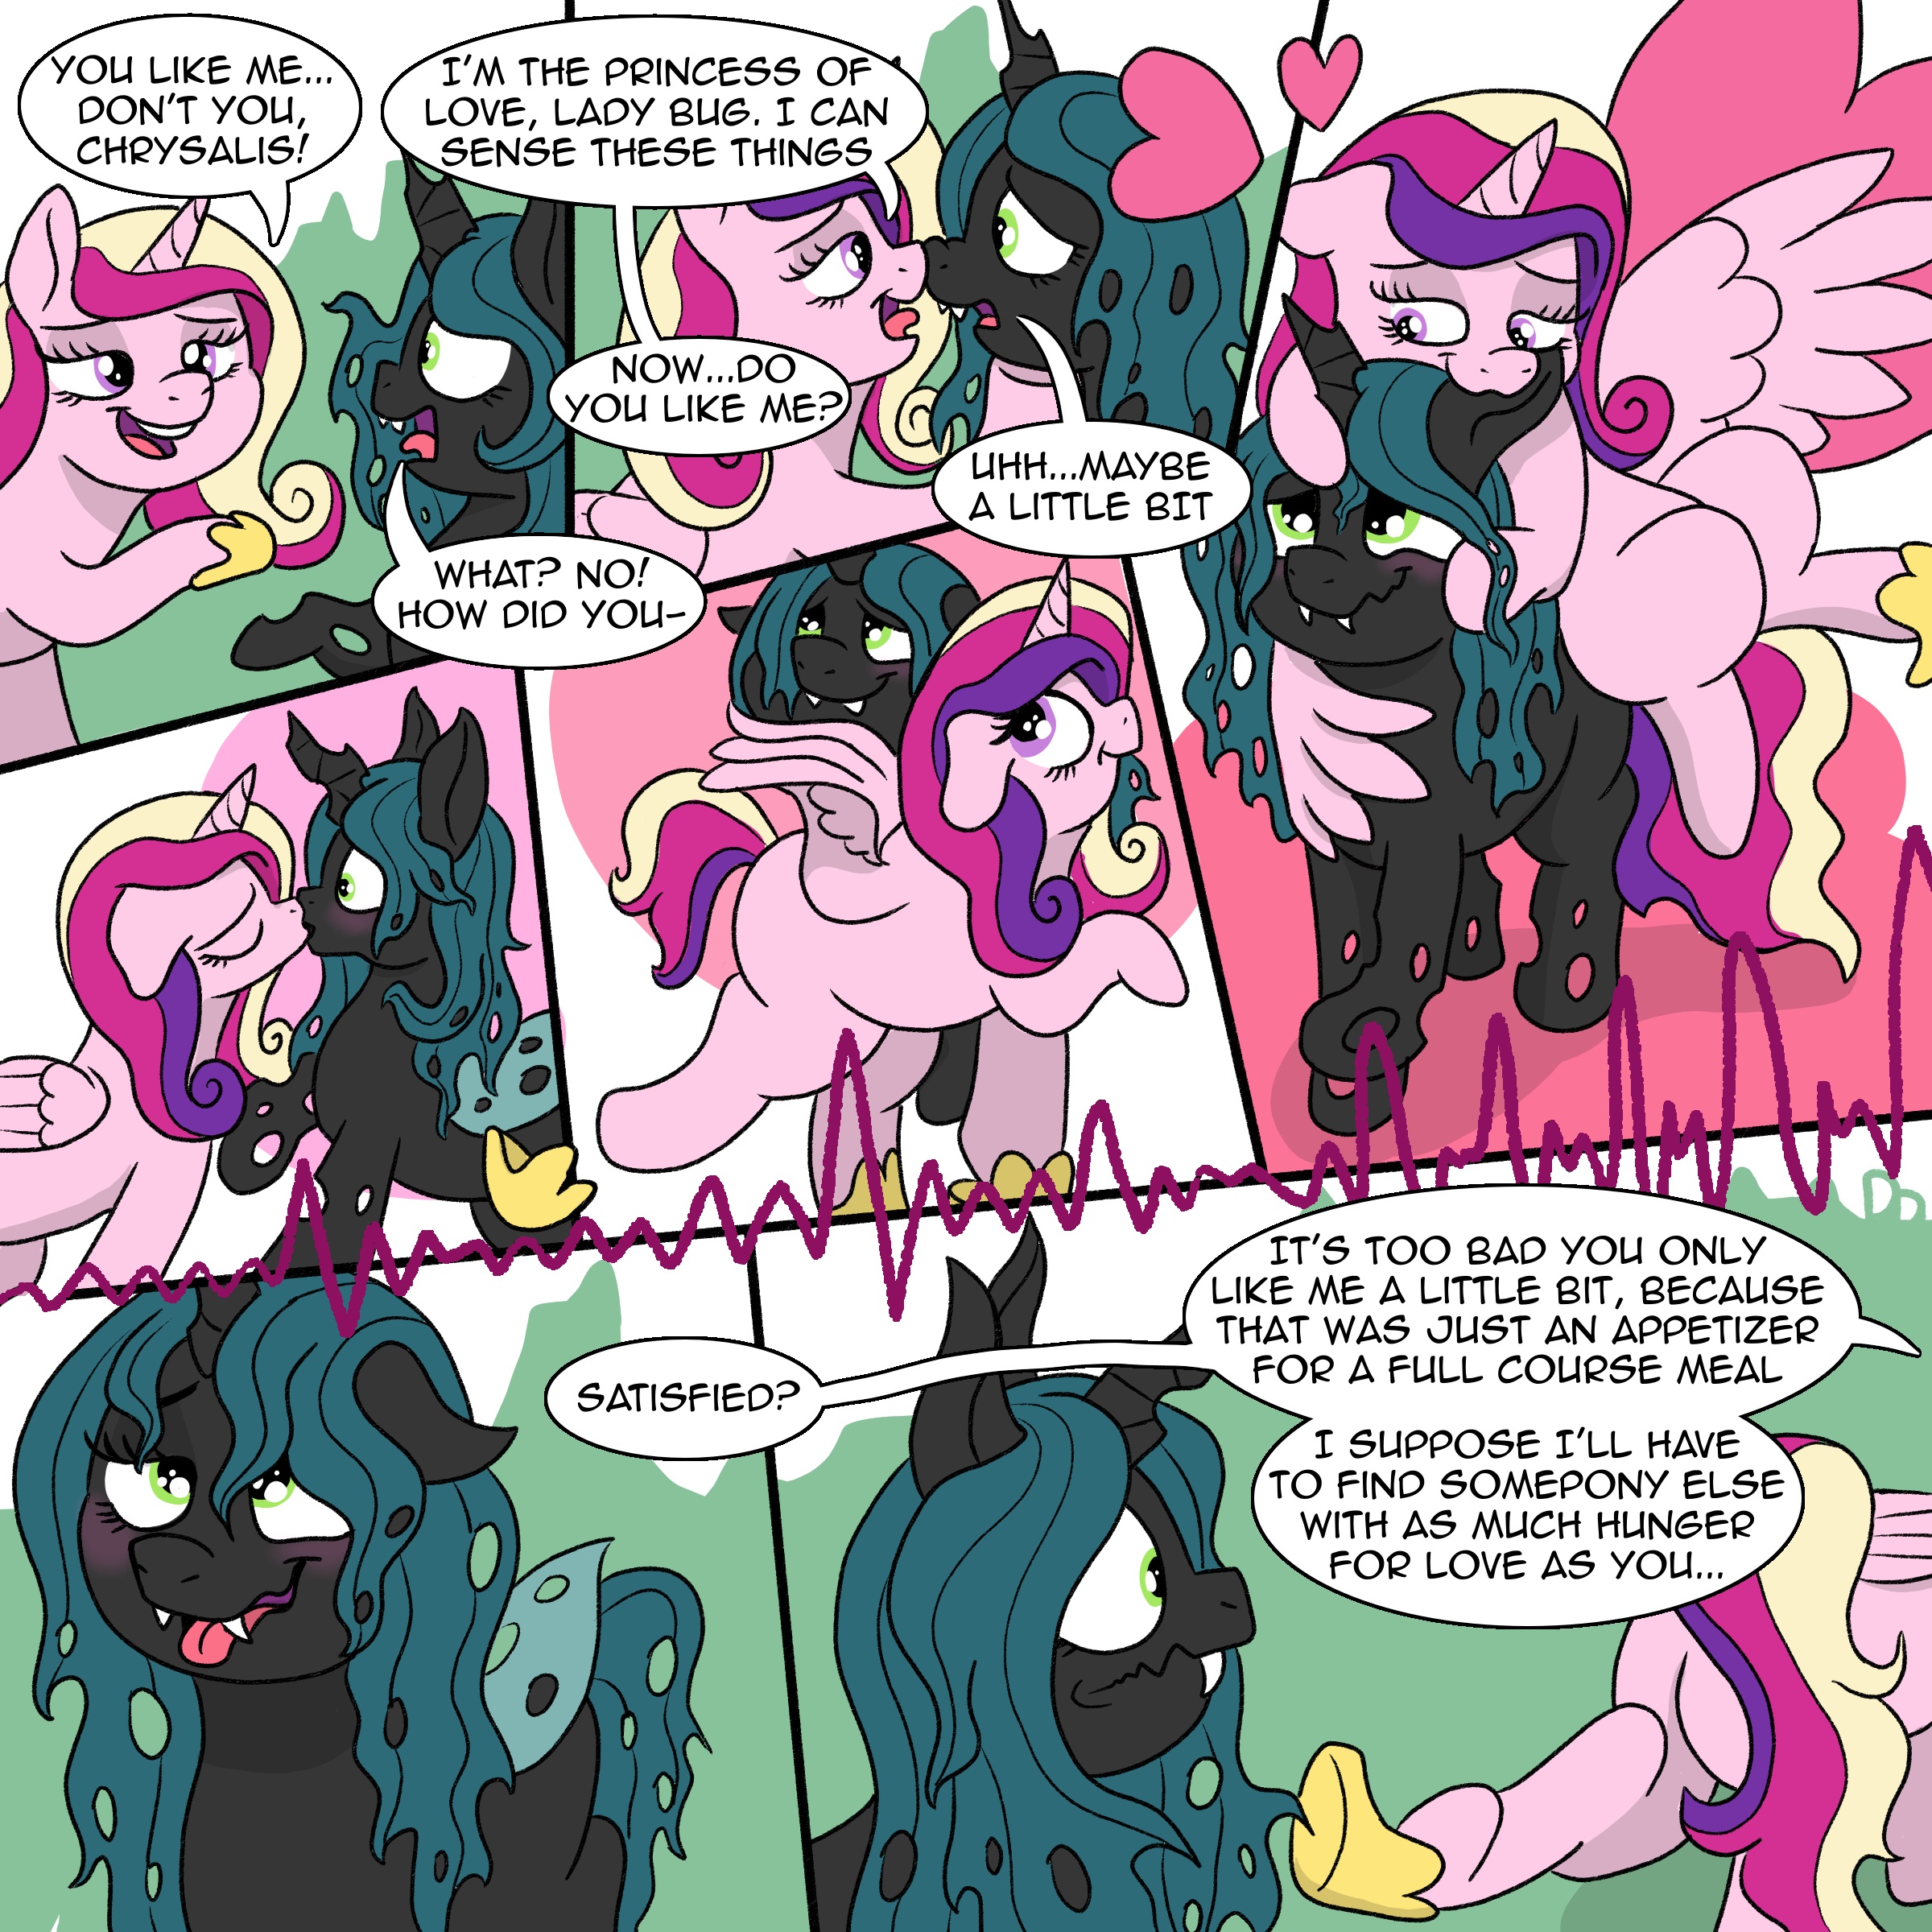 YOU LIKE ME...
DON'T YOU,
CHRYSALIS!
WHAT? NO!
HOW DID YOU-
I'M THE PRINCESS OF
LOVE, LADY BUG. I CAN
SENSE THESE THINGS
NOW...DO
YOU LIKE ME?
UHH...MAYBE
A LITTLE BIT
SATISFIED?
IT'S TOO BAD YOU ONLY
LIKE ME A LITTLE BIT, BECAUSE
THAT WAS JUST AN APPETIZER
FOR A FULL COURSE MEAL
I SUPPOSE I'LL HAVE
TO FIND SOMEPONY ELSE
WITH AS MUCH HUNGER
FOR LOVE AS YOU...